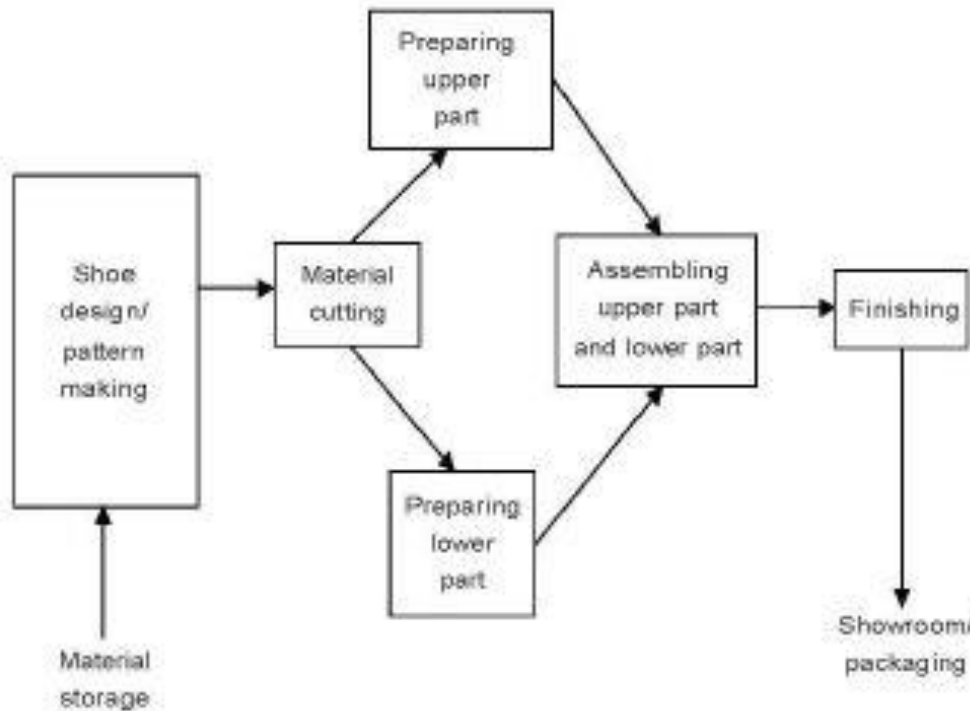 Preparing
upper
part
Shoe
design/
pattern
making
Material
cutting
Assembling
upper part
and lower part
Finishing
Preparing
lower
part
Material
storage
Showroom/
packaging